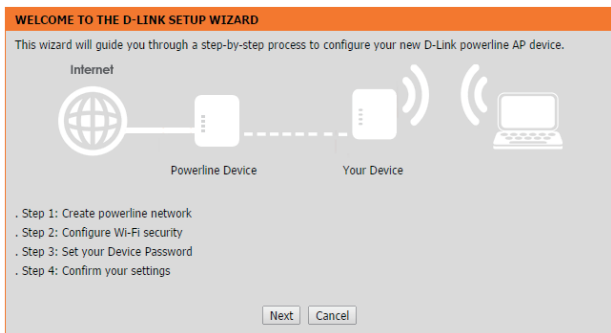 WELCOME TO THE D-LINK SETUP WIZARD
This wizard will guide you through a step-by-step process to configure your new D-Link powerline AP device.
Internet
Powerline Device
Your Device
. Step 1: Create powerline network
. Step 2: Configure Wi-Fi security
. Step 3: Set your Device Password
. Step 4: Confirm your settings
Next
Cancel